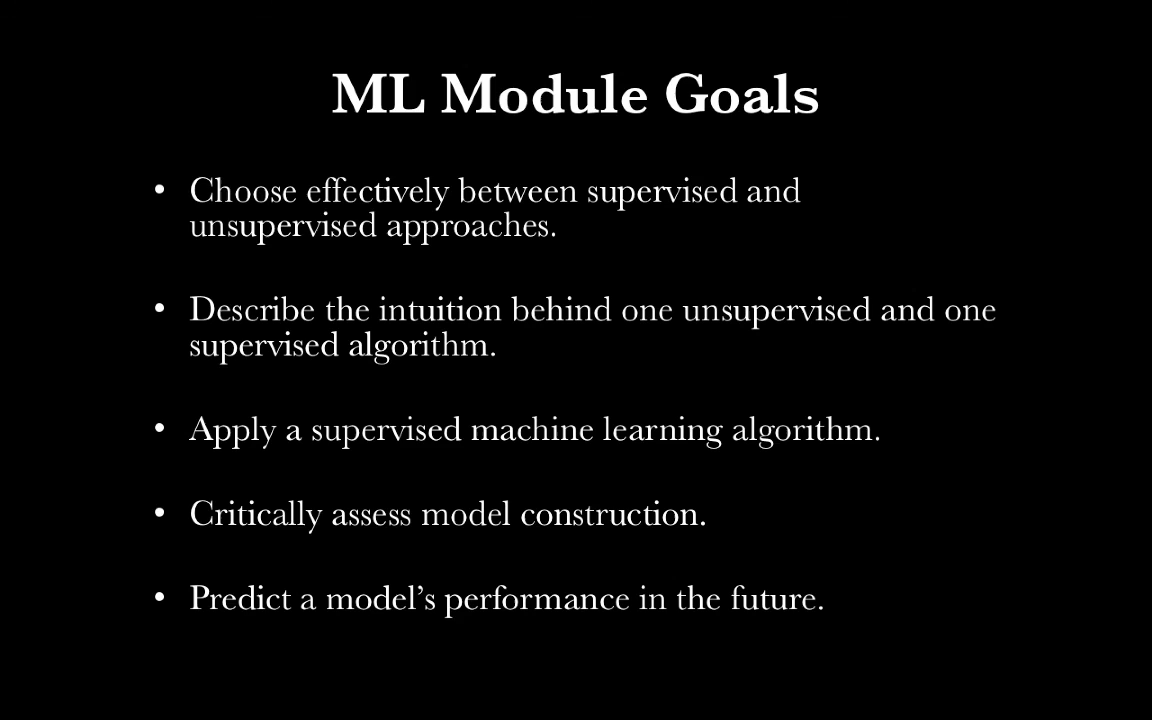 ML Module Goals
• Choose effectively between supervised and
unsupervised approaches.
• Describe the intuition behind one unsupervised and one
supervised algorithm.
• Apply a supervised machine learning algorithm.
• Critically assess model construction.
• Predict a model’s performance in the future.